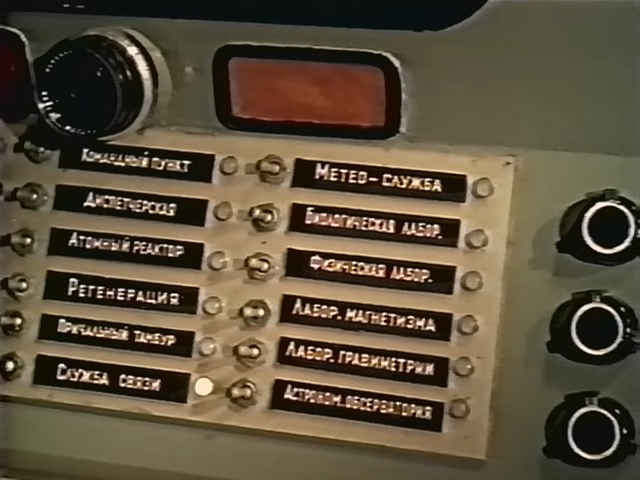 Командный пункт
Диспетчерская
Атомный реактор
Регенерация
Причальный тамбур
Служба связи
Метео-служба
Биологическая лабор.
Физическая лабор.
Лабор. магнетизма
Лабор. гравиметрии
Астроном. обсерватория